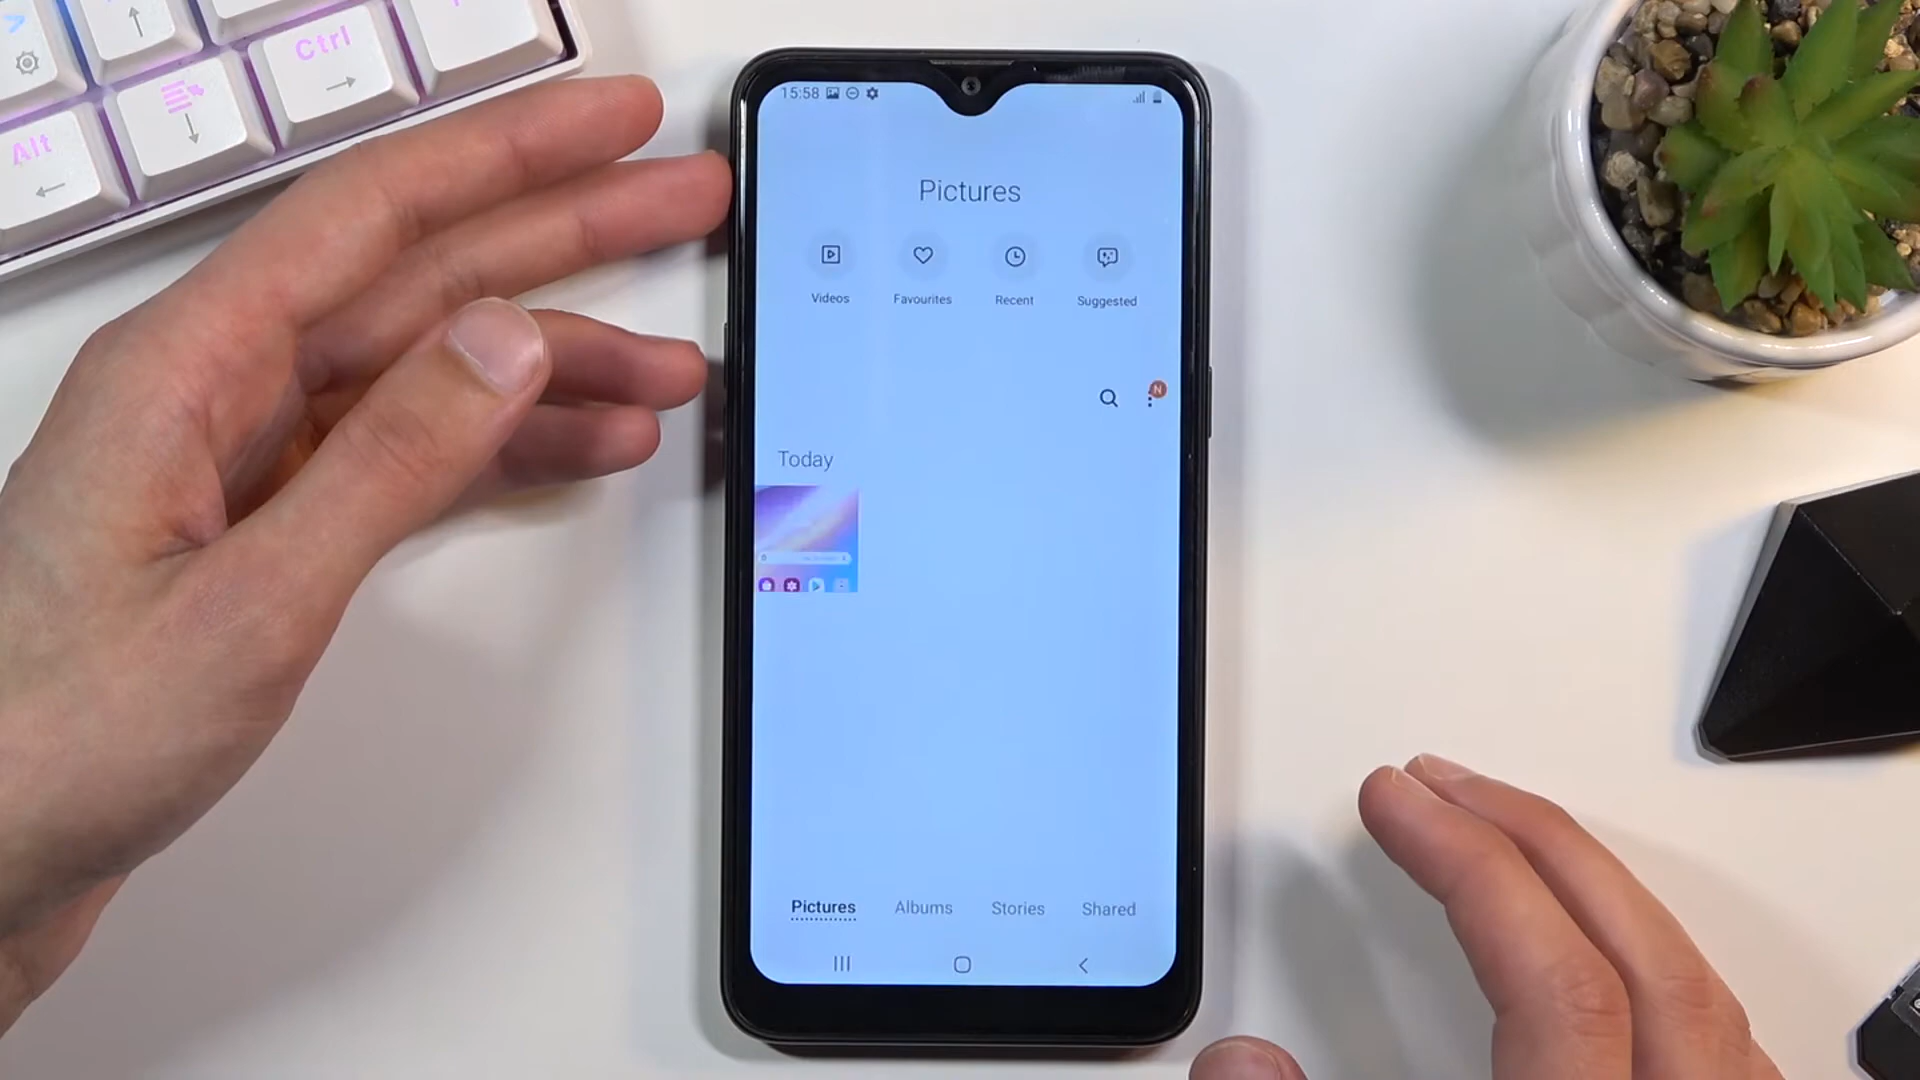 Ctrl
Alt
15:58
Pictures
Videos
Favourites
Recent
Suggested
N
Today
Pictures
Albums
Stories
Shared